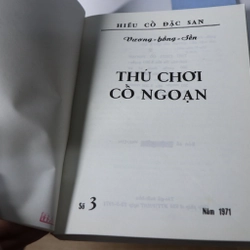 HIẾU CỔ ĐẶC SAN
Vương-hồng-Sển
THÚ CHƠI
CỔ NGOẠN
Số 3
Năm 1971